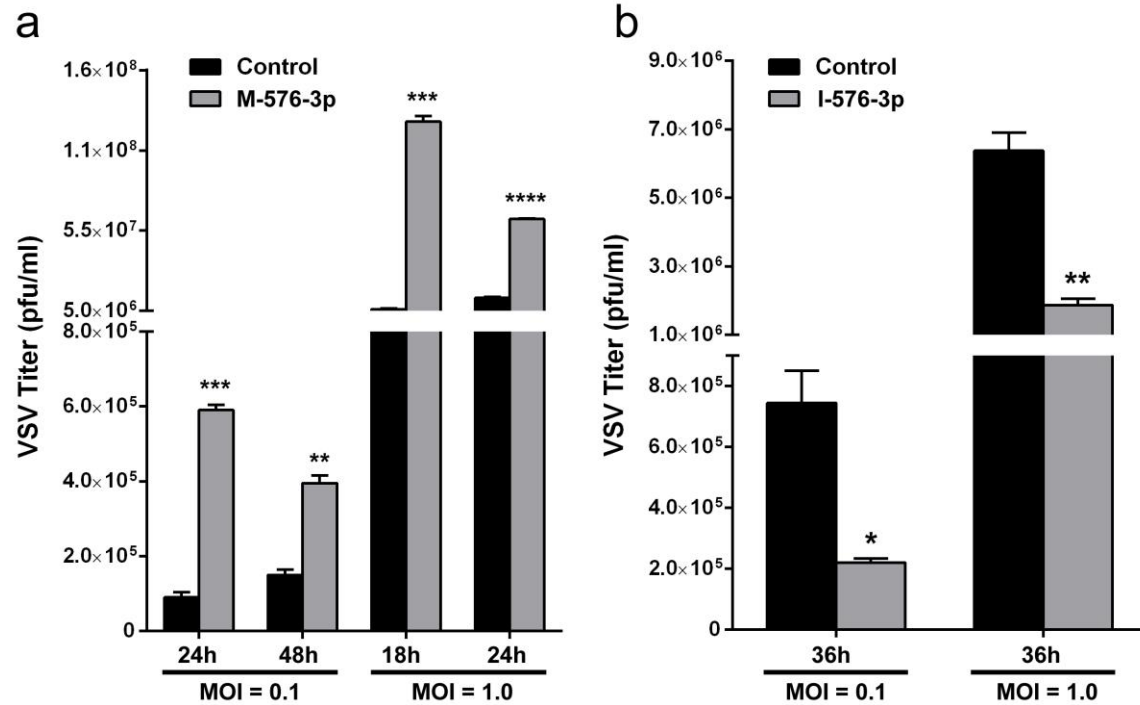 a
Control
M-576-3p
VSV Titer (pfu/ml)
1.6×10⁸
1.1×10⁸
5.5×10⁷
5.0×10⁶
8.0×10⁵
6.0×10⁵
4.0×10⁵
2.0×10⁵
0
***
**
***
****
24h 48h 18h 24h
MOI = 0.1 MOI = 1.0
b
Control
I-576-3p
VSV Titer (pfu/ml)
9.0×10⁶
7.0×10⁶
5.0×10⁶
3.0×10⁶
1.0×10⁶
8.0×10⁵
6.0×10⁵
4.0×10⁵
2.0×10⁵
0
*
**
36h 36h
MOI = 0.1 MOI = 1.0